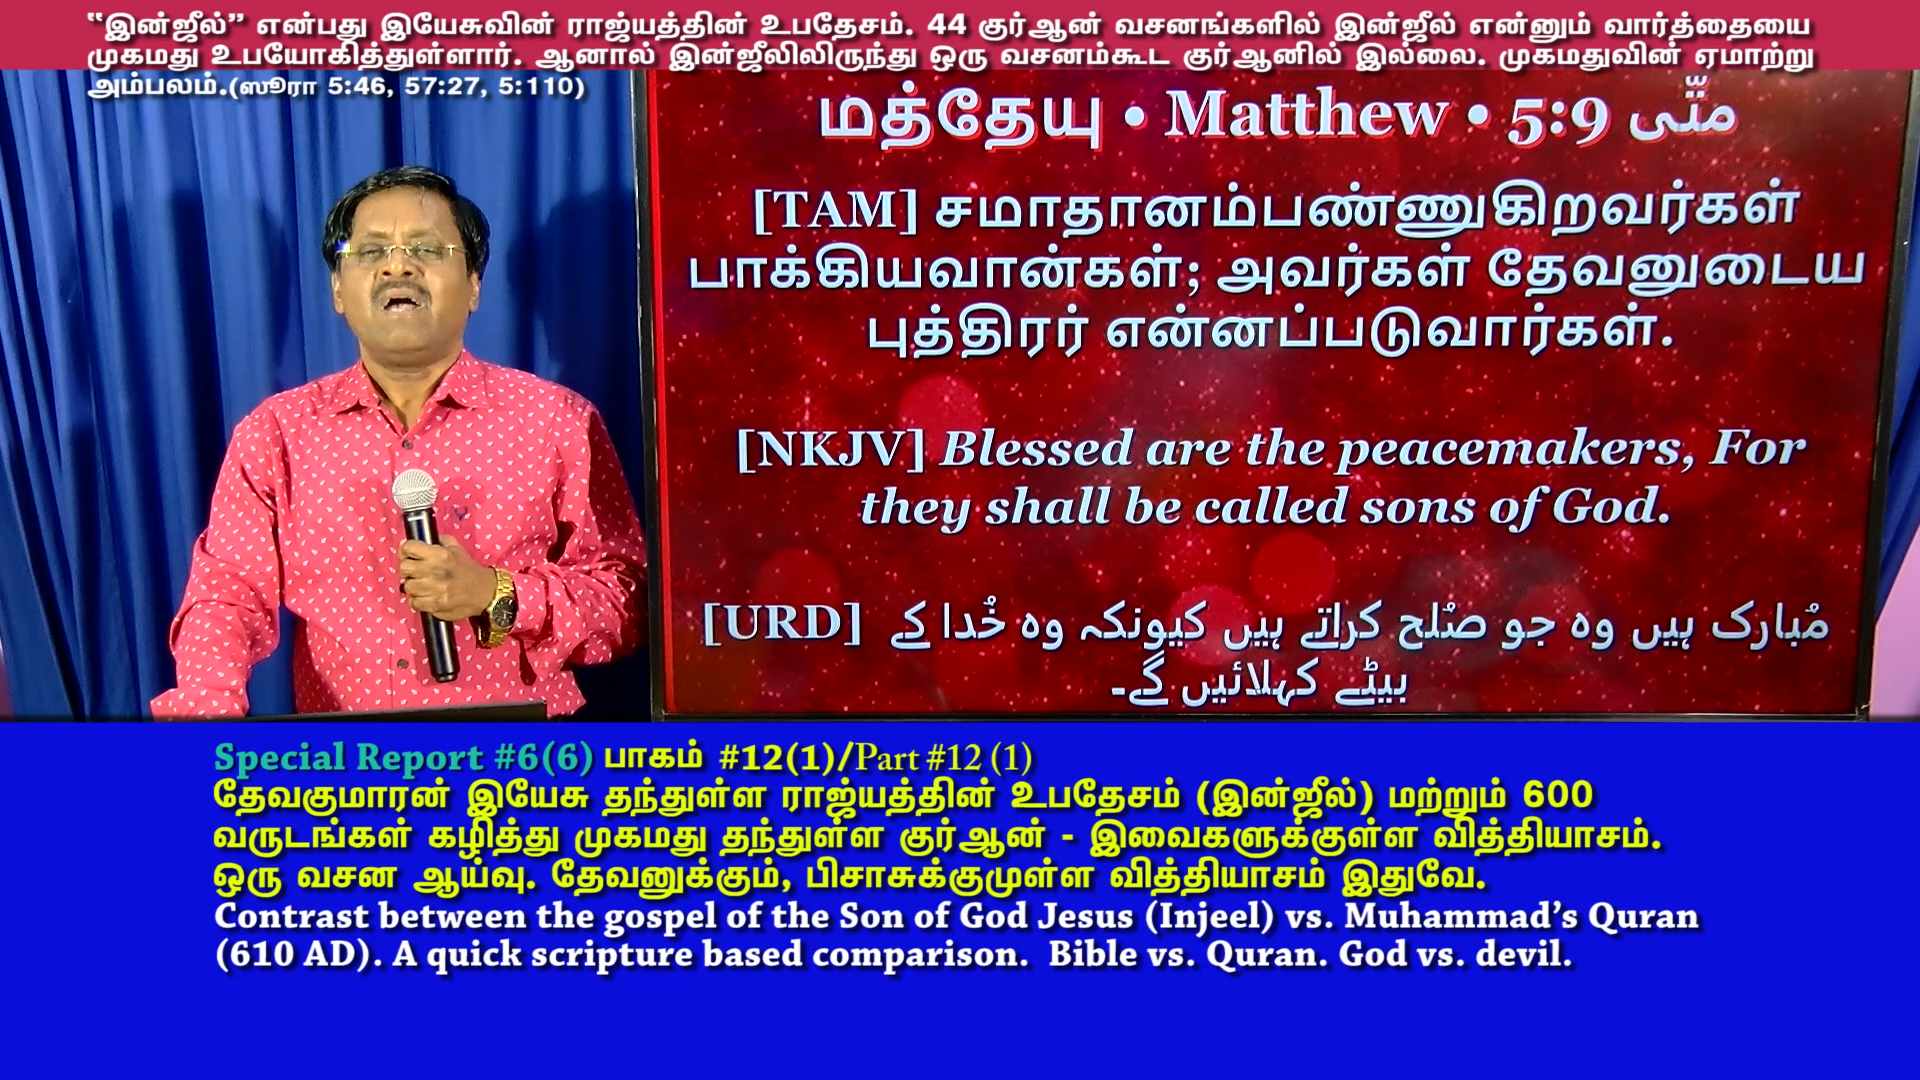 “இன்ஜீல்” என்பது இயேசுவின் ராஜ்யத்தின் உபதேசம். 44 குர்ஆன் வசனங்களில் இன்ஜீல் என்னும் வார்த்தையை
முகமது உபயோகித்துள்ளார். ஆனால் இன்ஜீலிலிருந்து ஒரு வசனம்கூட குர்ஆனில் இல்லை. முகமதுவின் ஏமாற்று
அம்பலம்.(ஸூரா 5:46, 57:27, 5:110)
மத்தேயு • Matthew • 5:9 متّی
[TAM] சமாதானம்பண்ணுகிறவர்கள்
பாக்கியவான்கள்; அவர்கள் தேவனுடைய
புத்திரர் என்னப்படுவார்கள்.
[NKJV] Blessed are the peacemakers, For
they shall be called sons of God.
[URD] مُبارک ہیں وہ جو صُلح کراتے ہیں کیونکہ وہ خُدا کے
بیٹے کہلائیں گے۔
Special Report #6(6) பாகம் #12(1)/Part #12 (1)
தேவகுமாரன் இயேசு தந்துள்ள ராஜ்யத்தின் உபதேசம் (இன்ஜீல்) மற்றும் 600
வருடங்கள் கழித்து முகமது தந்துள்ள குர்ஆன் - இவைகளுக்குள்ள வித்தியாசம்.
ஒரு வசன ஆய்வு. தேவனுக்கும், பிசாசுக்குமுள்ள வித்தியாசம் இதுவே.
Contrast between the gospel of the Son of God Jesus (Injeel) vs. Muhammad’s Quran
(610 AD). A quick scripture based comparison.  Bible vs. Quran. God vs. devil.